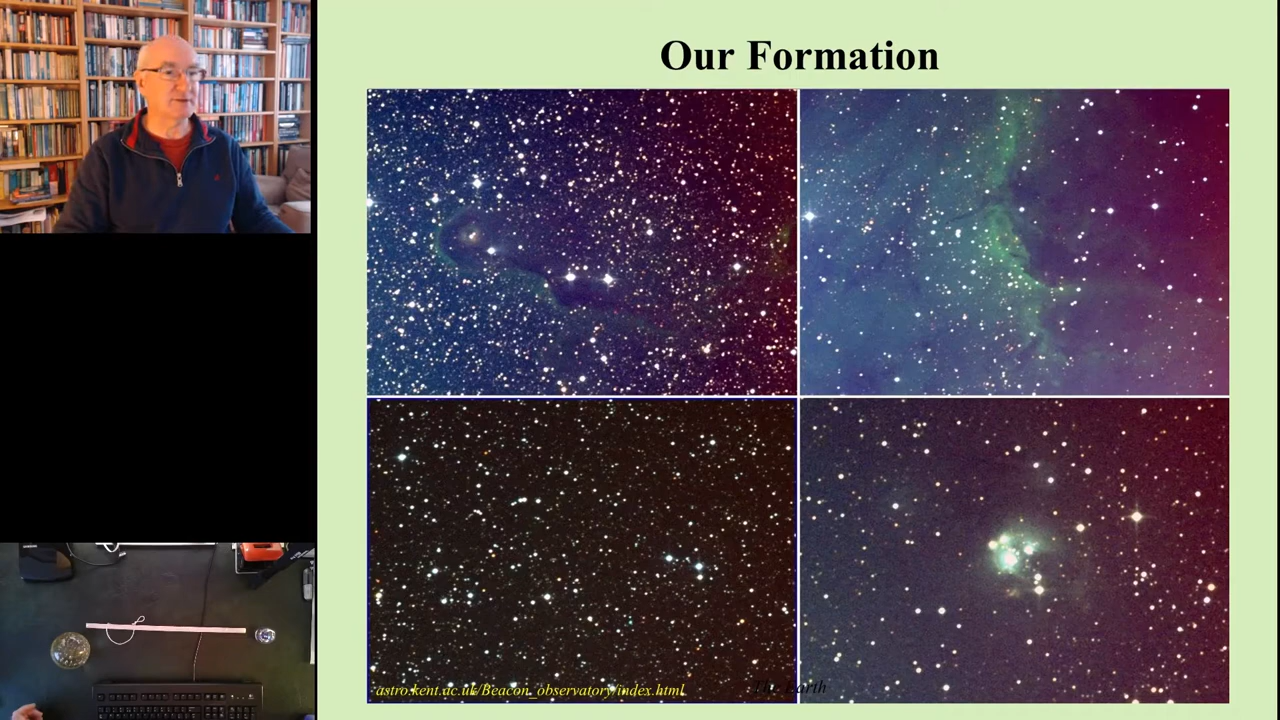 Our Formation
astro.kent.ac.uk/Beacon_observatory/index.html
The Earth